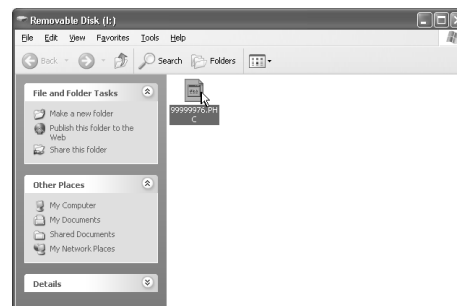 Removable Disk (I:)
File Edit View Favorites Tools Help
Back Search Folders
File and Folder Tasks
Make a new folder
Publish this folder to the
Web
Share this folder
99999976.PH
C
Other Places
My Computer
My Documents
Shared Documents
My Network Places
Details